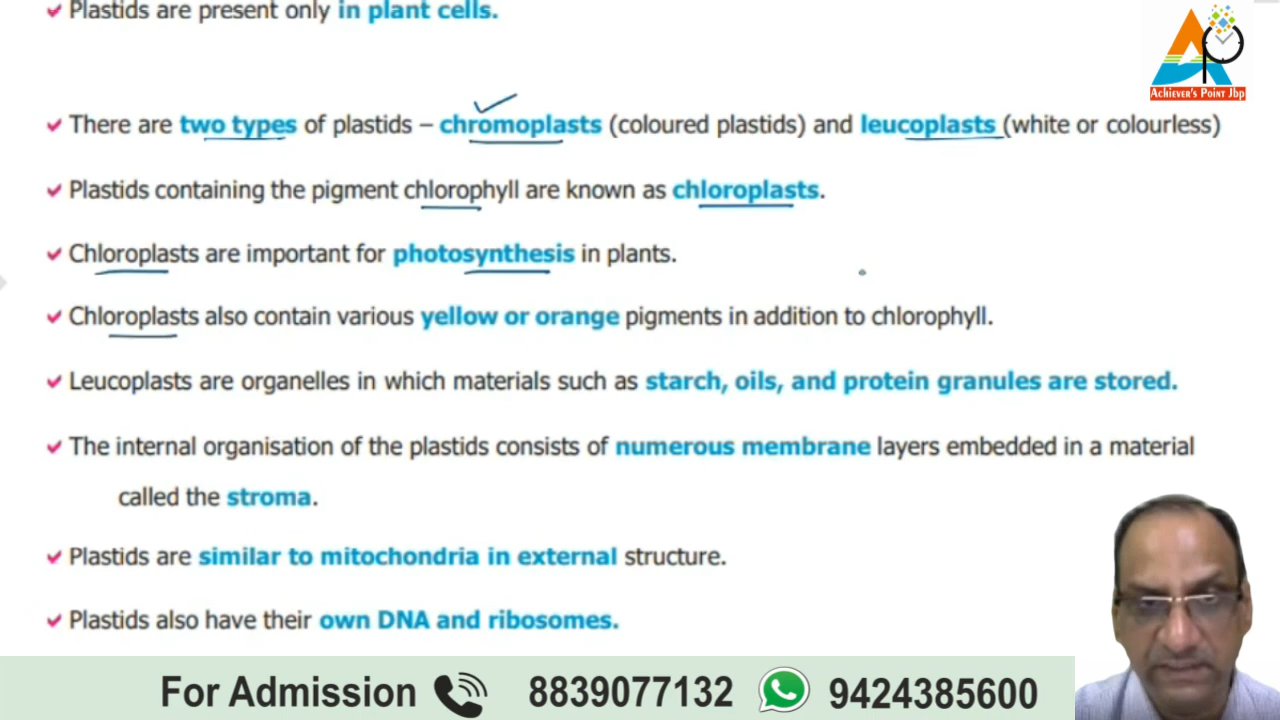 Plastids are present only in plant cells.
Achiever's Point Jbp
There are two types of plastids – chromoplasts (coloured plastids) and leucoplasts (white or colourless)
Plastids containing the pigment chlorophyll are known as chloroplasts.
Chloroplasts are important for photosynthesis in plants.
Chloroplasts also contain various yellow or orange pigments in addition to chlorophyll.
Leucoplasts are organelles in which materials such as starch, oils, and protein granules are stored.
The internal organisation of the plastids consists of numerous membrane layers embedded in a material
called the stroma.
Plastids are similar to mitochondria in external structure.
Plastids also have their own DNA and ribosomes.
For Admission 8839077132 9424385600